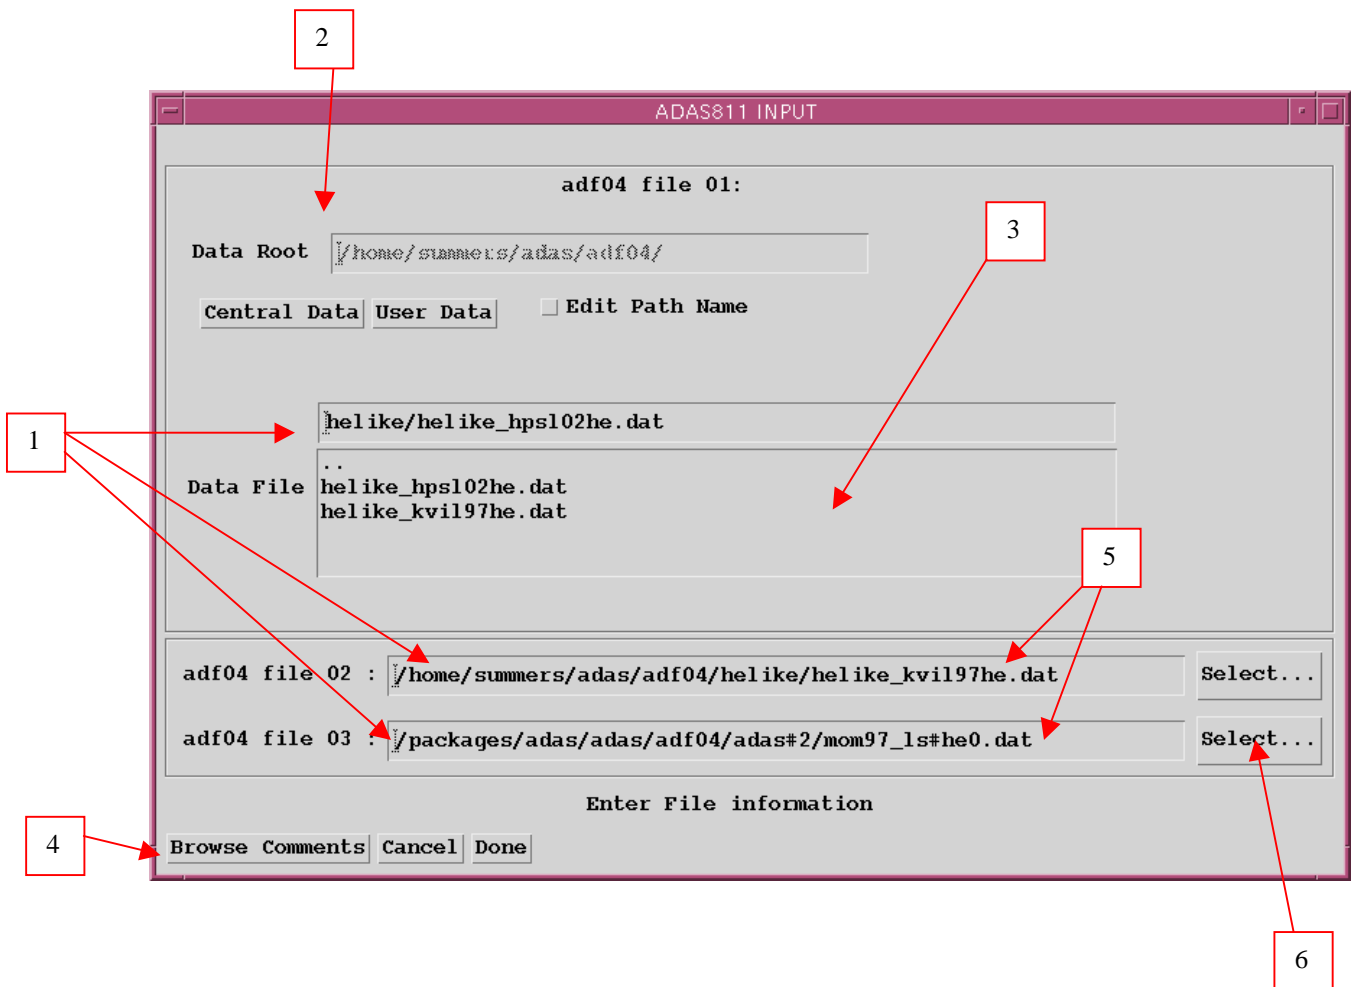 2
ADAS811 INPUT
adf04 file 01:
3
Data Root /home/summers/adas/adf04/
Central Data User Data Edit Path Name
1
helike/helike_hpsl02he.dat
Data File
..
helike_hpsl02he.dat
helike_kvil97he.dat
5
adf04 file 02 : /home/summers/adas/adf04/helike/helike_kvil97he.dat Select...
adf04 file 03 : /packages/adas/adas/adf04/adas#2/mom97_ls#he0.dat Select...
Enter File information
4
Browse Comments Cancel Done
6